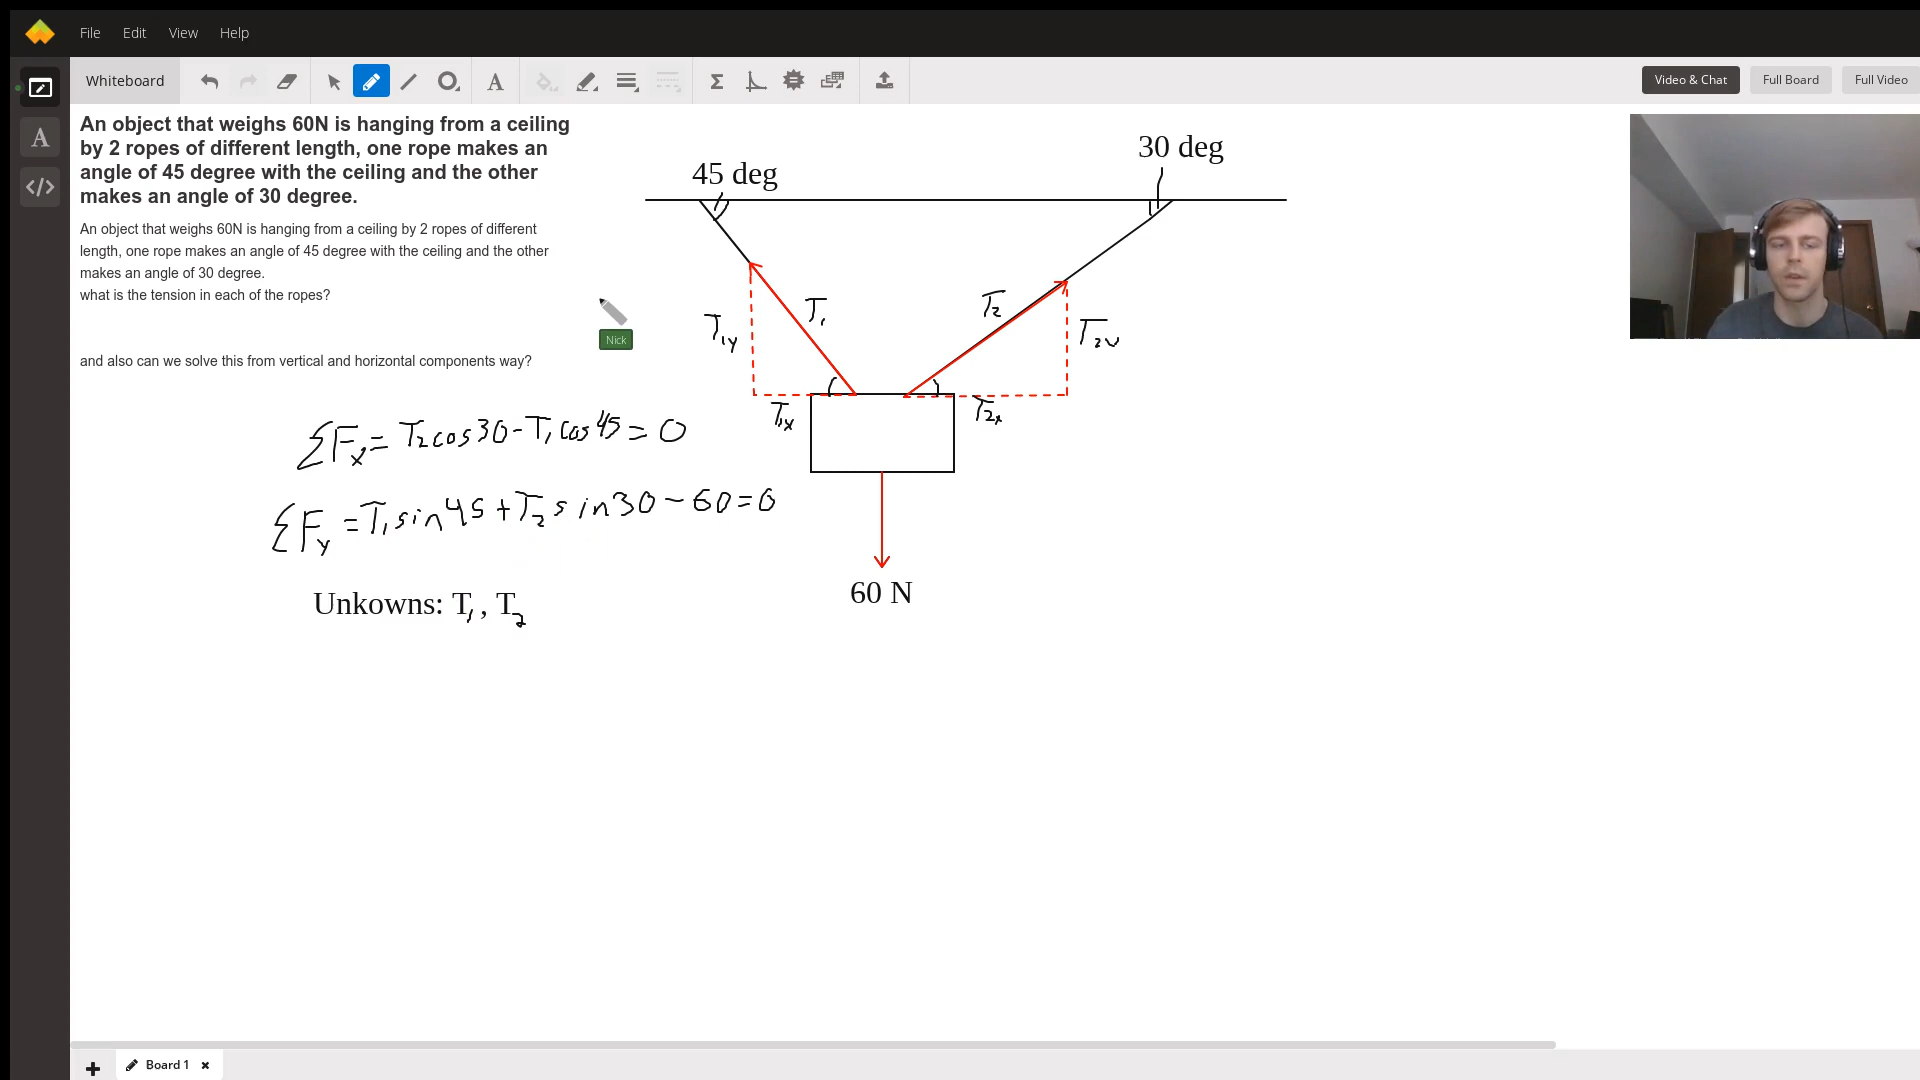 File Edit View Help
Whiteboard
Video & Chat Full Board Full Video
An object that weighs 60N is hanging from a ceiling
by 2 ropes of different length, one rope makes an
angle of 45 degree with the ceiling and the other
makes an angle of 30 degree.
An object that weighs 60N is hanging from a ceiling by 2 ropes of different
length, one rope makes an angle of 45 degree with the ceiling and the other
makes an angle of 30 degree.
what is the tension in each of the ropes?
and also can we solve this from vertical and horizontal components way?
45 deg
30 deg
Nick
T₁y
T₁
T₂
T₂y
T₁x
T₂x
ΣFx = T₂cos30 - T₁cos45 = 0
ΣFy = T₁sin45 + T₂sin30 - 60 = 0
60 N
Unkowns: T₁, T₂
Board 1